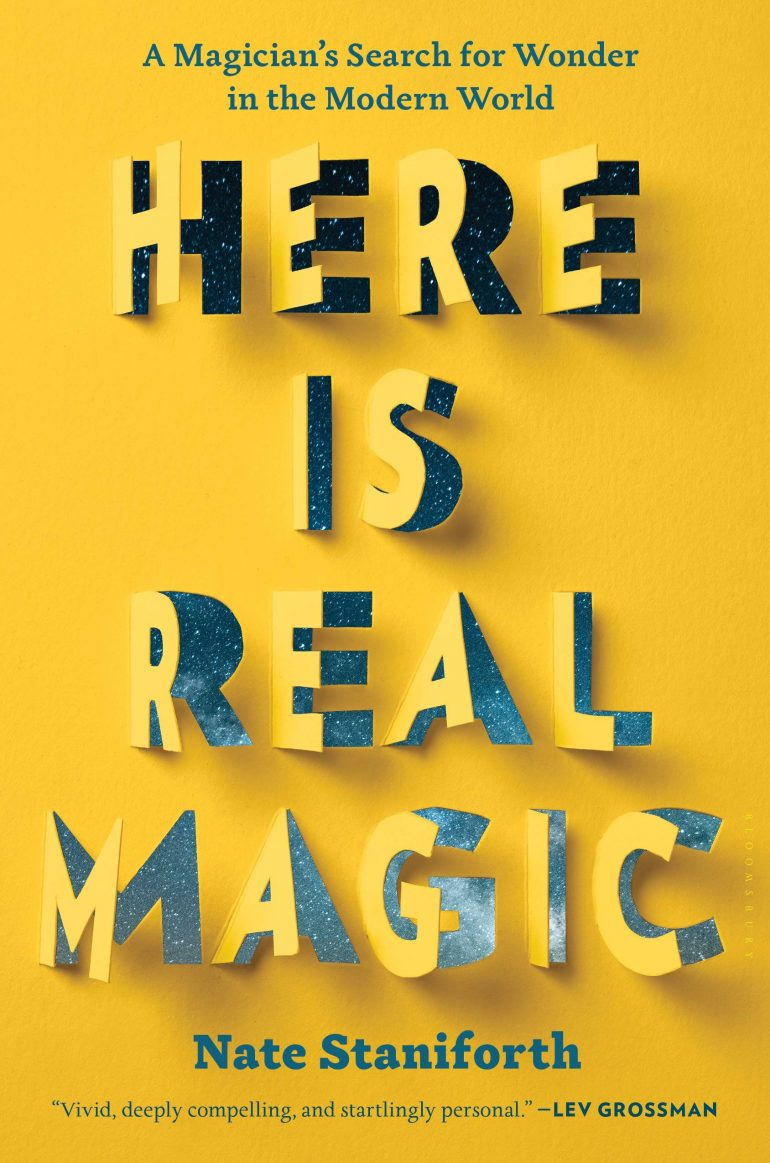 A Magician’s Search for Wonder
in the Modern World
HERE
IS
REAL
MAGIC
BLOOMSBURY
Nate Staniforth
“Vivid, deeply compelling, and startlingly personal.” —LEV GROSSMAN